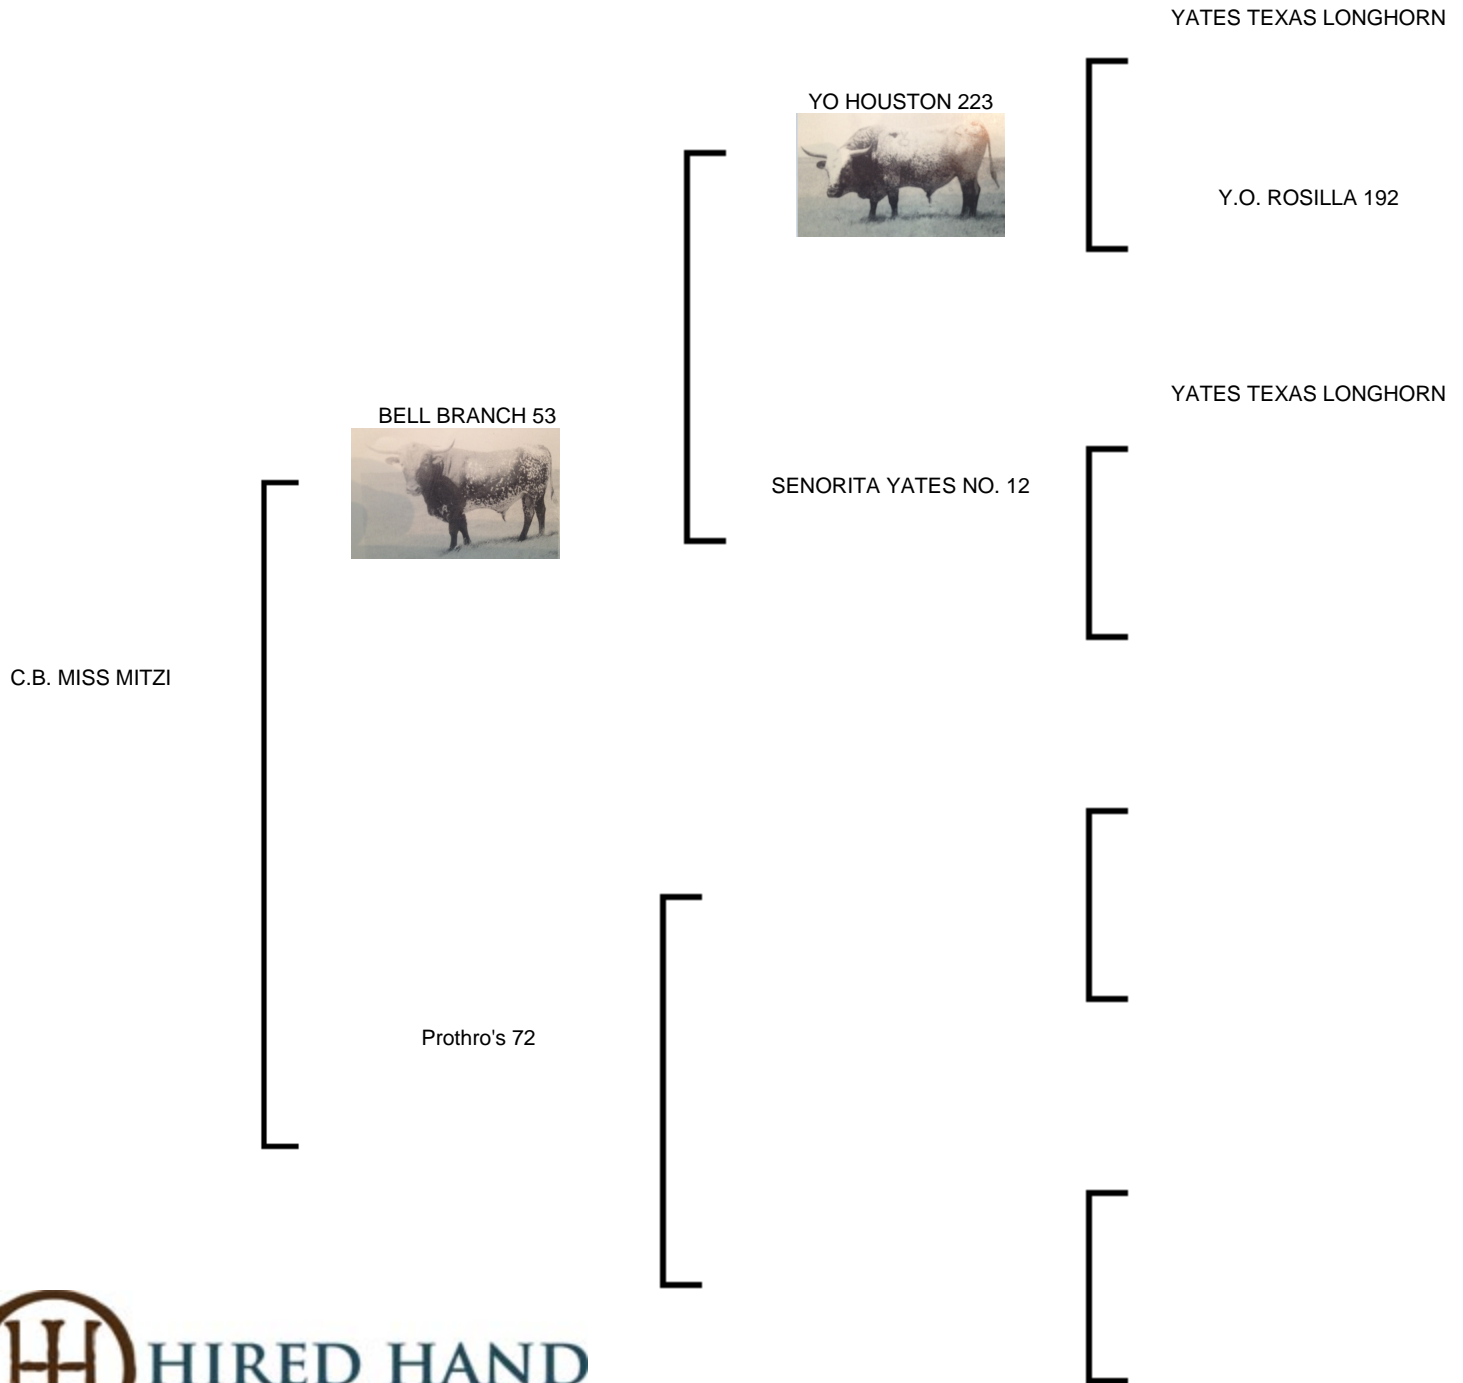 YATES TEXAS LONGHORN
YO HOUSTON 223
Y.O. ROSILLA 192
YATES TEXAS LONGHORN
BELL BRANCH 53
SENORITA YATES NO. 12
C.B. MISS MITZI
Prothro's 72
HH HIRED HAND